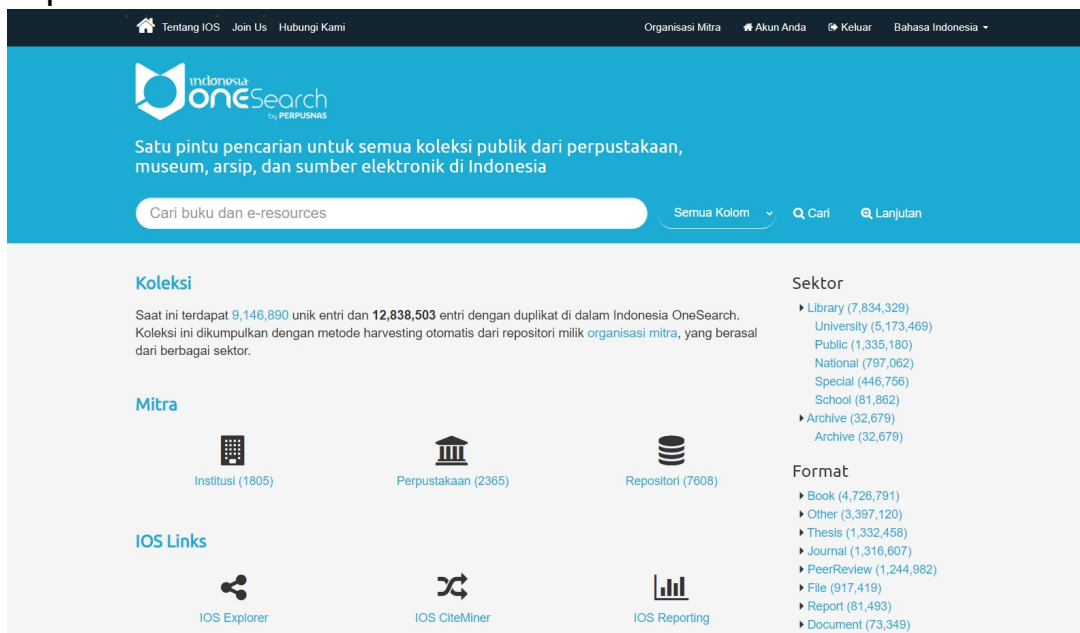 Tentang IOS Join Us Hubungi Kami Organisasi Mitra Akun Anda Keluar Bahasa Indonesia
indonesia
oneSearch
by PERPUSNAS
Satu pintu pencarian untuk semua koleksi publik dari perpustakaan,
museum, arsip, dan sumber elektronik di Indonesia
Cari buku dan e-resources Semua Kolom Cari Lanjutan
Koleksi
Saat ini terdapat 9,146,890 unik entri dan 12,838,503 entri dengan duplikat di dalam Indonesia OneSearch.
Koleksi ini dikumpulkan dengan metode harvesting otomatis dari repositori milik organisasi mitra, yang berasal
dari berbagai sektor.
Mitra
Institusi (1805) Perpustakaan (2365) Repositori (7608)
IOS Links
IOS Explorer IOS CiteMiner IOS Reporting
Sektor
Library (7,834,329)
University (5,173,469)
Public (1,335,180)
National (797,062)
Special (446,756)
School (81,862)
Archive (32,679)
Archive (32,679)
Format
Book (4,726,791)
Other (3,397,120)
Thesis (1,332,458)
Journal (1,316,607)
PeerReview (1,244,982)
File (917,419)
Report (81,493)
Document (73,349)